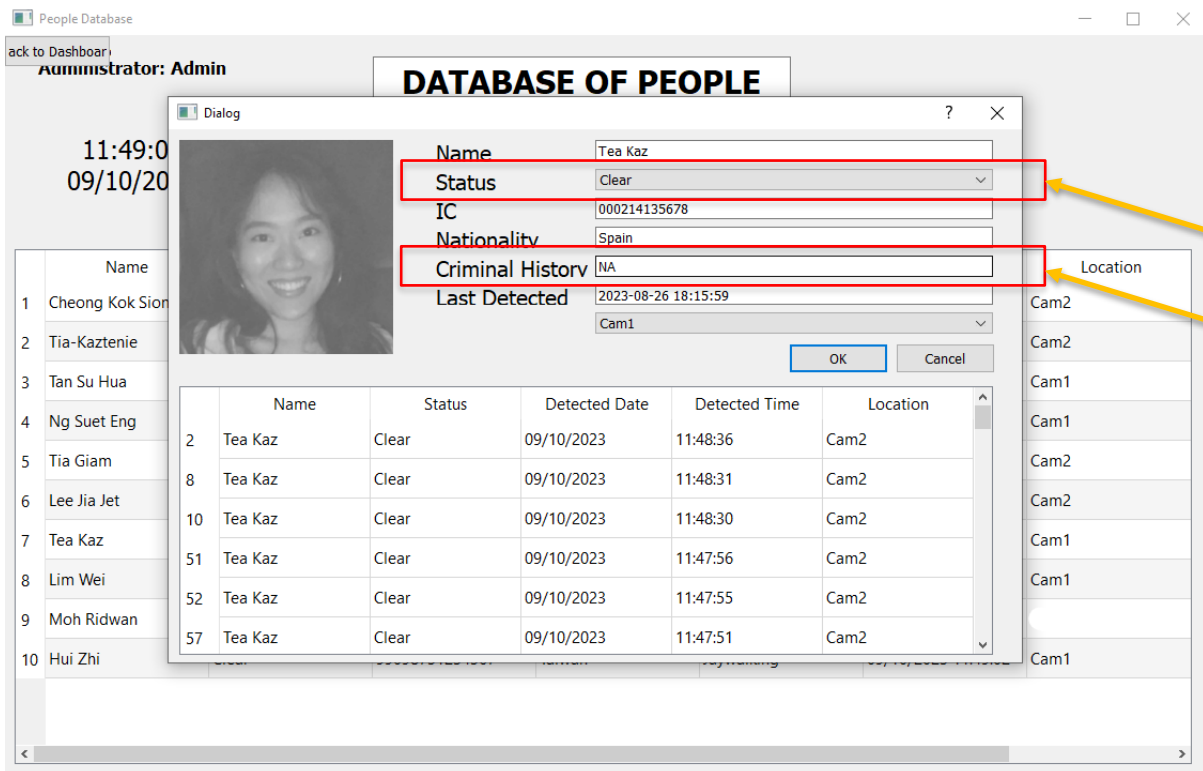 People Database
ack to Dashboar
Administrator: Admin
DATABASE OF PEOPLE
11:49:0
09/10/20
Dialog
?
Name Tea Kaz
Status Clear
IC 000214135678
Nationality Spain
Criminal History NA
Last Detected 2023-08-26 18:15:59
Cam1
OK Cancel
Name Status Detected Date Detected Time Location
2 Tea Kaz Clear 09/10/2023 11:48:36 Cam2
8 Tea Kaz Clear 09/10/2023 11:48:31 Cam2
10 Tea Kaz Clear 09/10/2023 11:48:30 Cam2
51 Tea Kaz Clear 09/10/2023 11:47:56 Cam2
52 Tea Kaz Clear 09/10/2023 11:47:55 Cam2
57 Tea Kaz Clear 09/10/2023 11:47:51 Cam2
Name Location
1 Cheong Kok Sion Cam2
2 Tia-Kaztenie Cam2
3 Tan Su Hua Cam1
4 Ng Suet Eng Cam1
5 Tia Giam Cam2
6 Lee Jia Jet Cam2
7 Tea Kaz Cam1
8 Lim Wei Cam1
9 Moh Ridwan
10 Hui Zhi Cam1